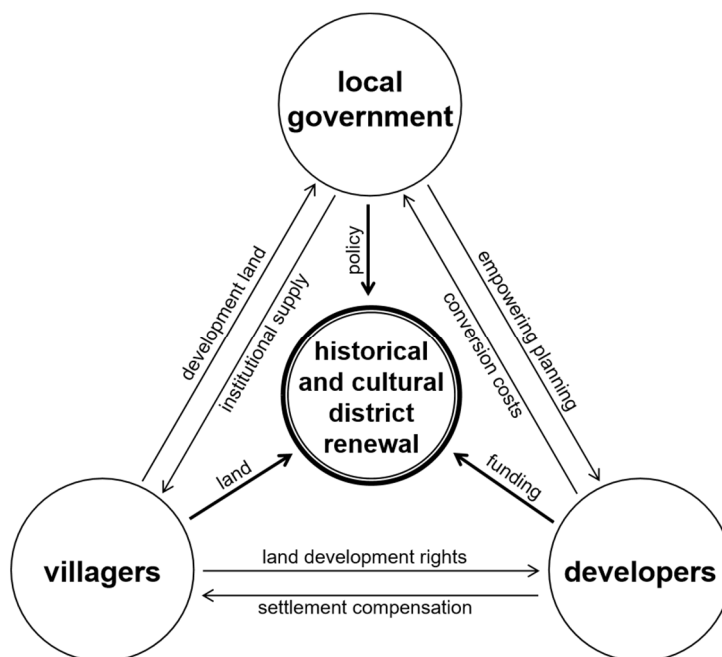 local
government
development land
institutional supply
policy
conversion costs
empowering planning
historical
and cultural
district
renewal
land
funding
villagers
land development rights
settlement compensation
developers